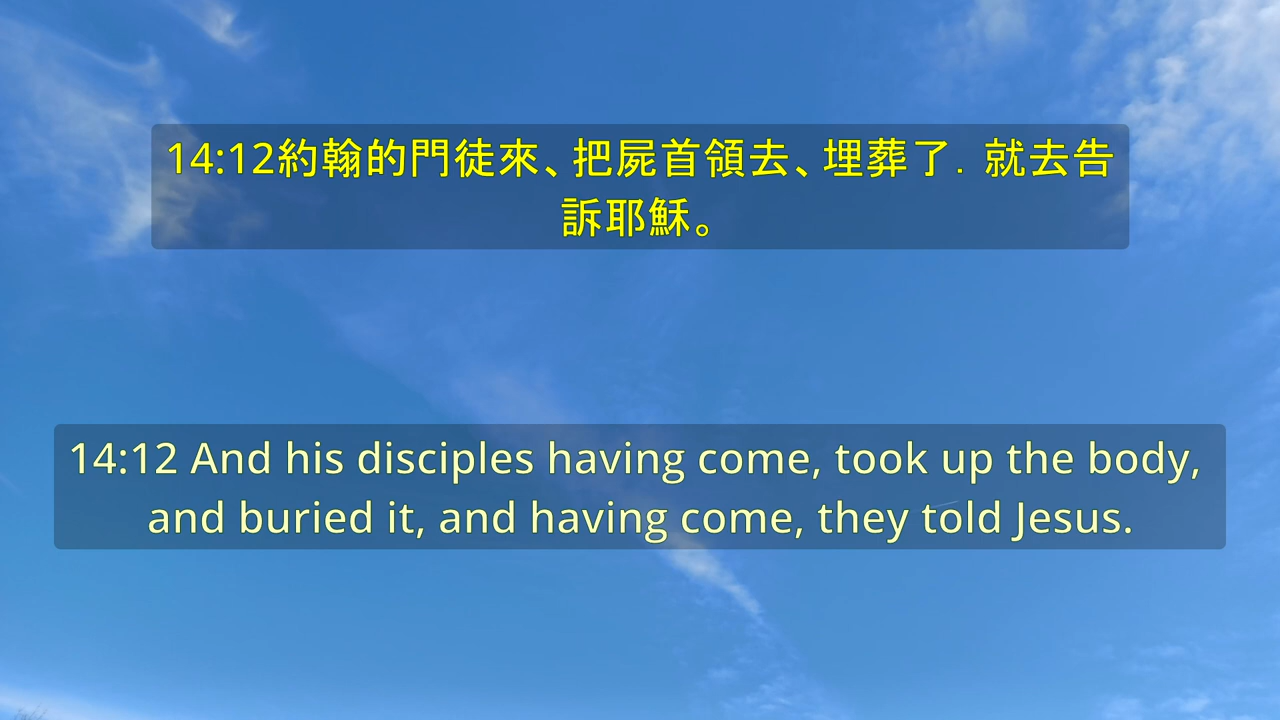 14:12約翰的門徒來、把屍首領去、埋葬了．就去告
訴耶穌。
14:12 And his disciples having come, took up the body,
and buried it, and having come, they told Jesus.